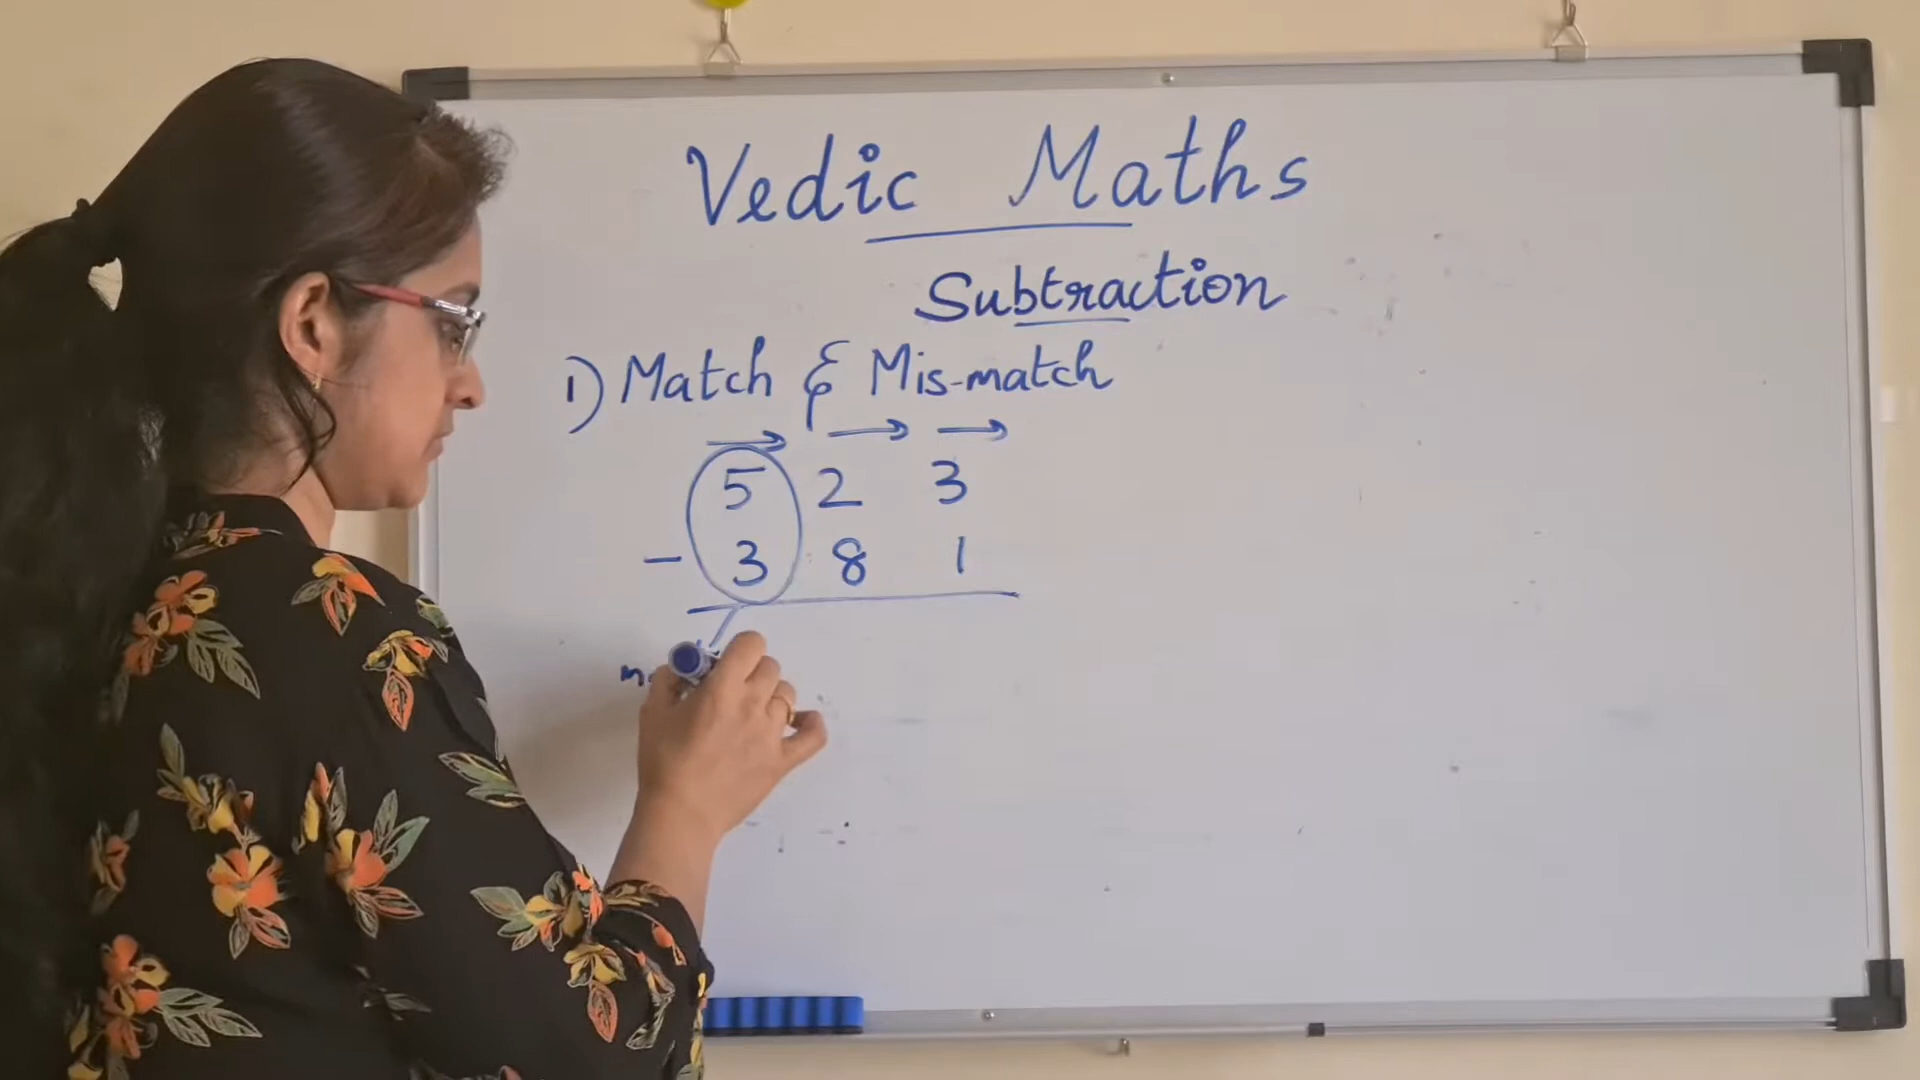 Vedic Maths
Subtraction
1) Match & Mis-match
5 2 3
- 3 8 1